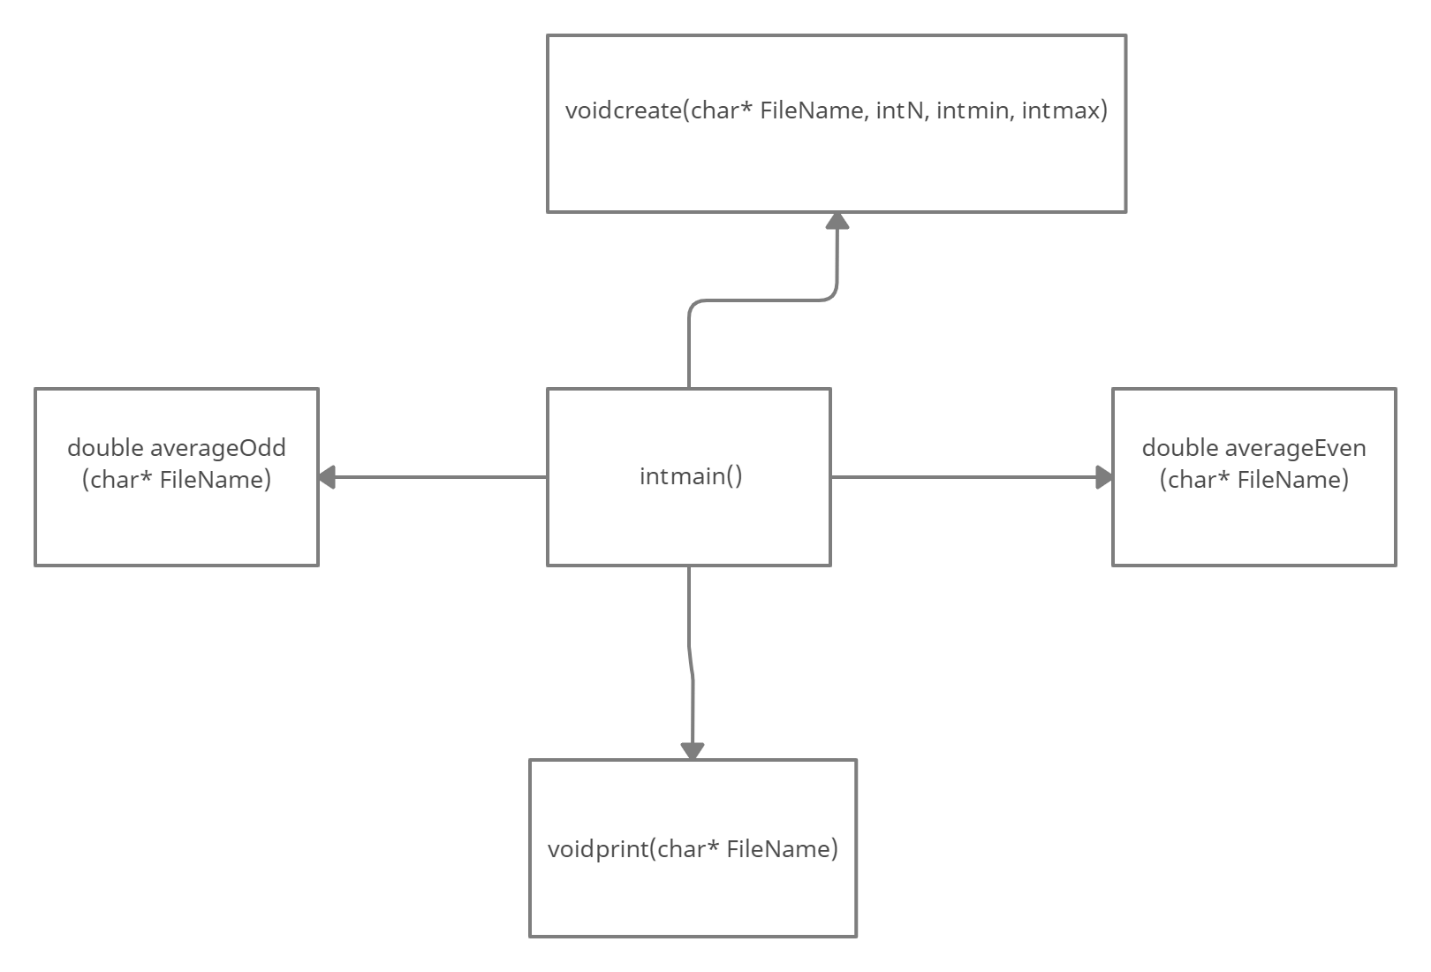 voidcreate(char* FileName, intN, intmin, intmax)
double averageOdd
(char* FileName)
intmain()
double averageEven
(char* FileName)
voidprint(char* FileName)